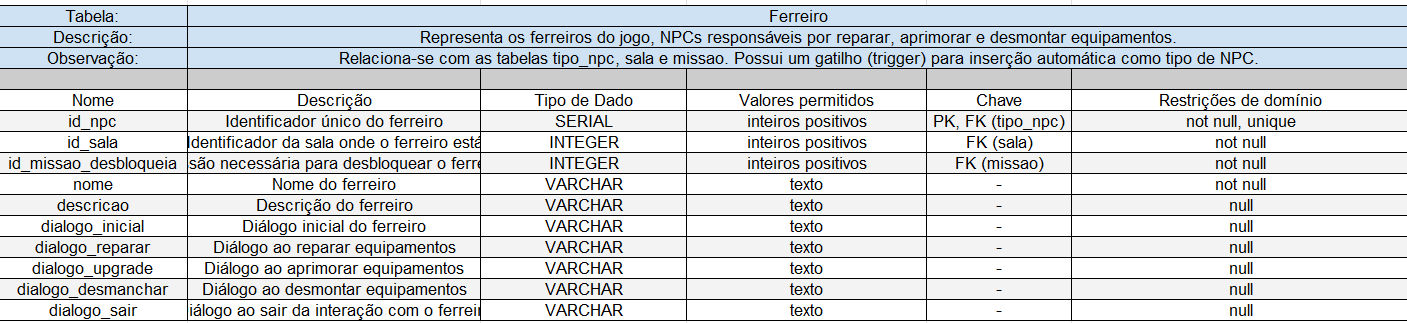 Tabela: Ferreiro
Descrição: Representa os ferreiros do jogo, NPCs responsáveis por reparar, aprimorar e desmontar equipamentos.
Observação: Relaciona-se com as tabelas tipo_npc, sala e missao. Possui um gatilho (trigger) para inserção automática como tipo de NPC.
Nome Descrição Tipo de Dado Valores permitidos Chave Restrições de domínio
id_npc Identificador único do ferreiro SERIAL inteiros positivos PK, FK (tipo_npc) not null, unique
id_sala Identificador da sala onde o ferreiro está INTEGER inteiros positivos FK (sala) not null
id_missao_desbloqueia são necessária para desbloquear o ferre INTEGER inteiros positivos FK (missao) not null
nome Nome do ferreiro VARCHAR texto - not null
descricao Descrição do ferreiro VARCHAR texto - null
dialogo_inicial Diálogo inicial do ferreiro VARCHAR texto - null
dialogo_reparar Diálogo ao reparar equipamentos VARCHAR texto - null
dialogo_upgrade Diálogo ao aprimorar equipamentos VARCHAR texto - null
dialogo_desmanchar Diálogo ao desmontar equipamentos VARCHAR texto - null
dialogo_sair iálogo ao sair da interação com o ferreir VARCHAR texto - null